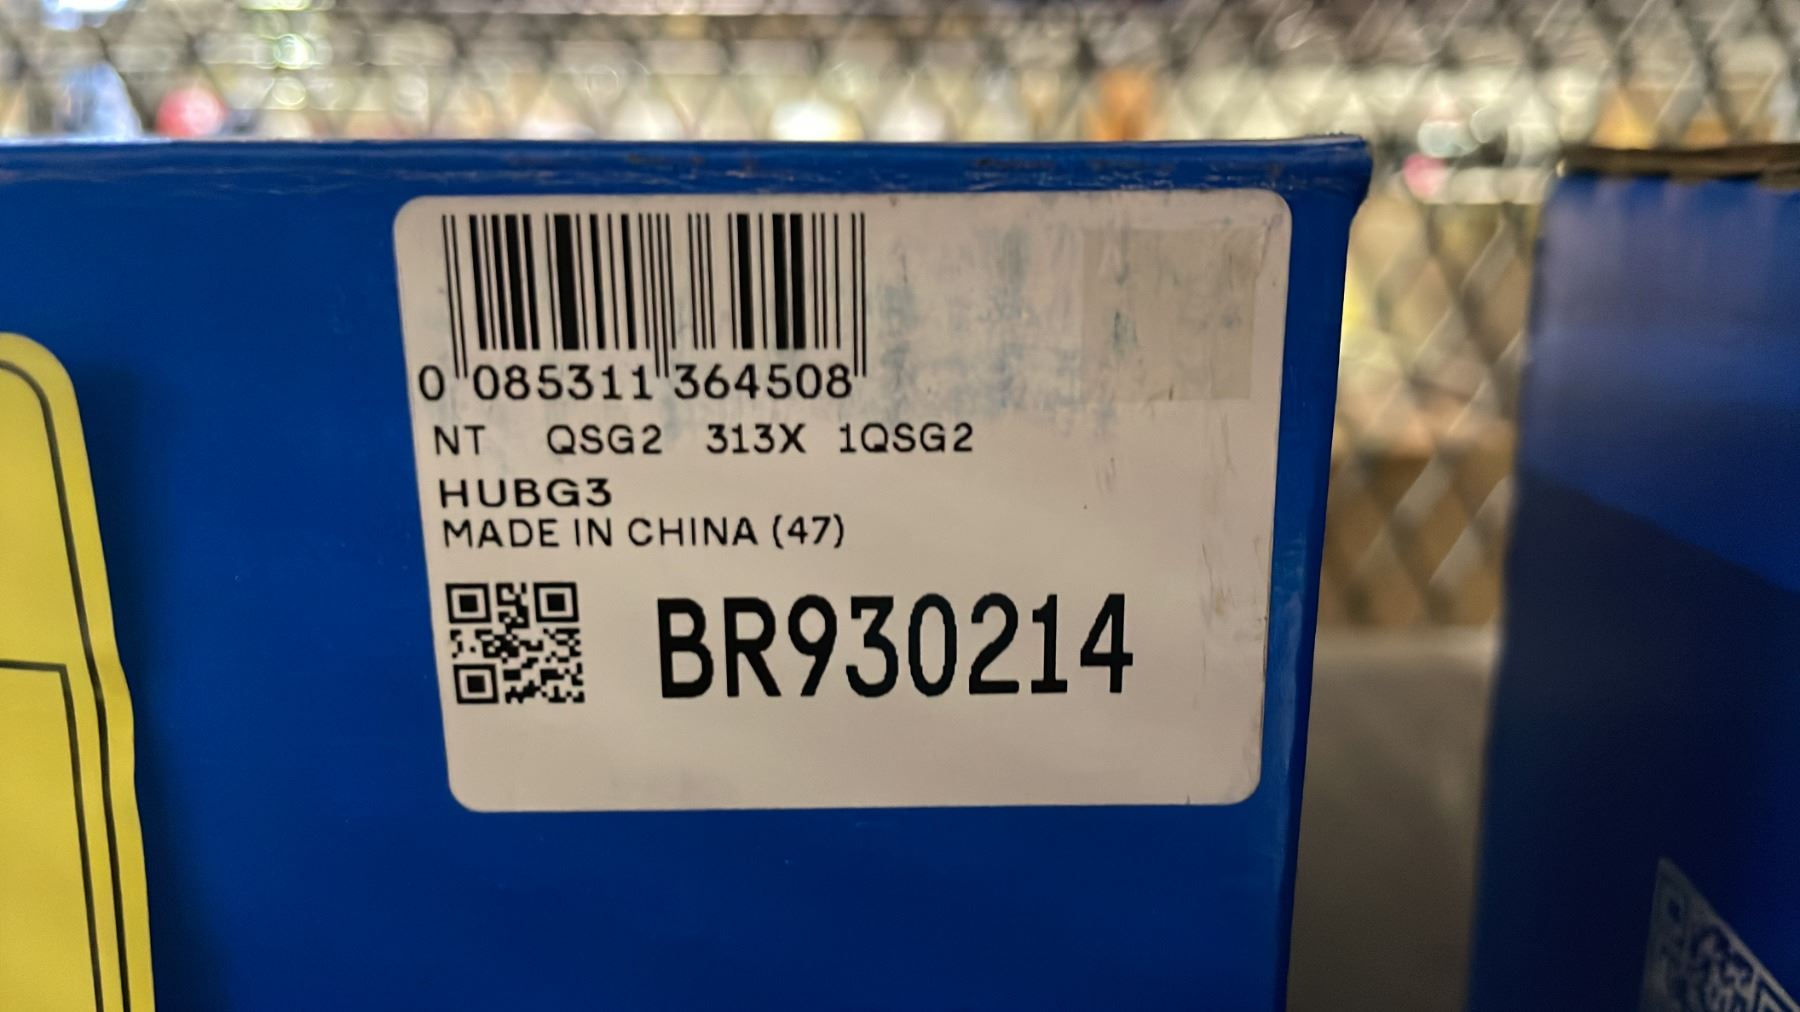 0 085311 364508
NT QSG2 313X 1QSG2
HUBG3
MADE IN CHINA (47)
BR930214